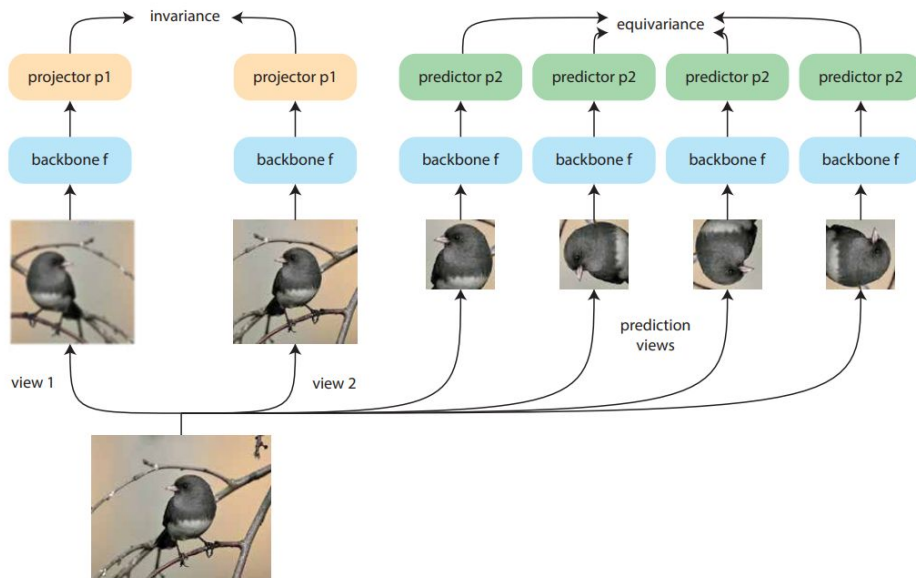 invariance
equivariance
projector p1
projector p1
predictor p2
predictor p2
predictor p2
predictor p2
backbone f
backbone f
backbone f
backbone f
backbone f
backbone f
prediction
views
view 1
view 2